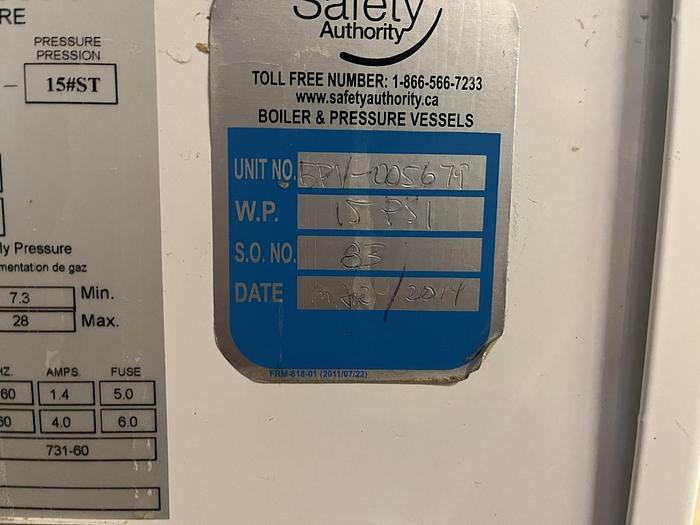 RE
PRESSURE
PRESSION
15#ST
ly Pressure
mentation de gaz
7.3 Min.
28 Max.
HZ. AMPS. FUSE
60 1.4 5.0
60 4.0 6.0
731-60
Safety
Authority
TOLL FREE NUMBER: 1-866-566-7233
www.safetyauthority.ca
BOILER & PRESSURE VESSELS
UNIT NO. BPV-005679
W.P. 15 PSI
S.O. NO. 83
DATE /2014
FRM-818-01 (2011/07/22)